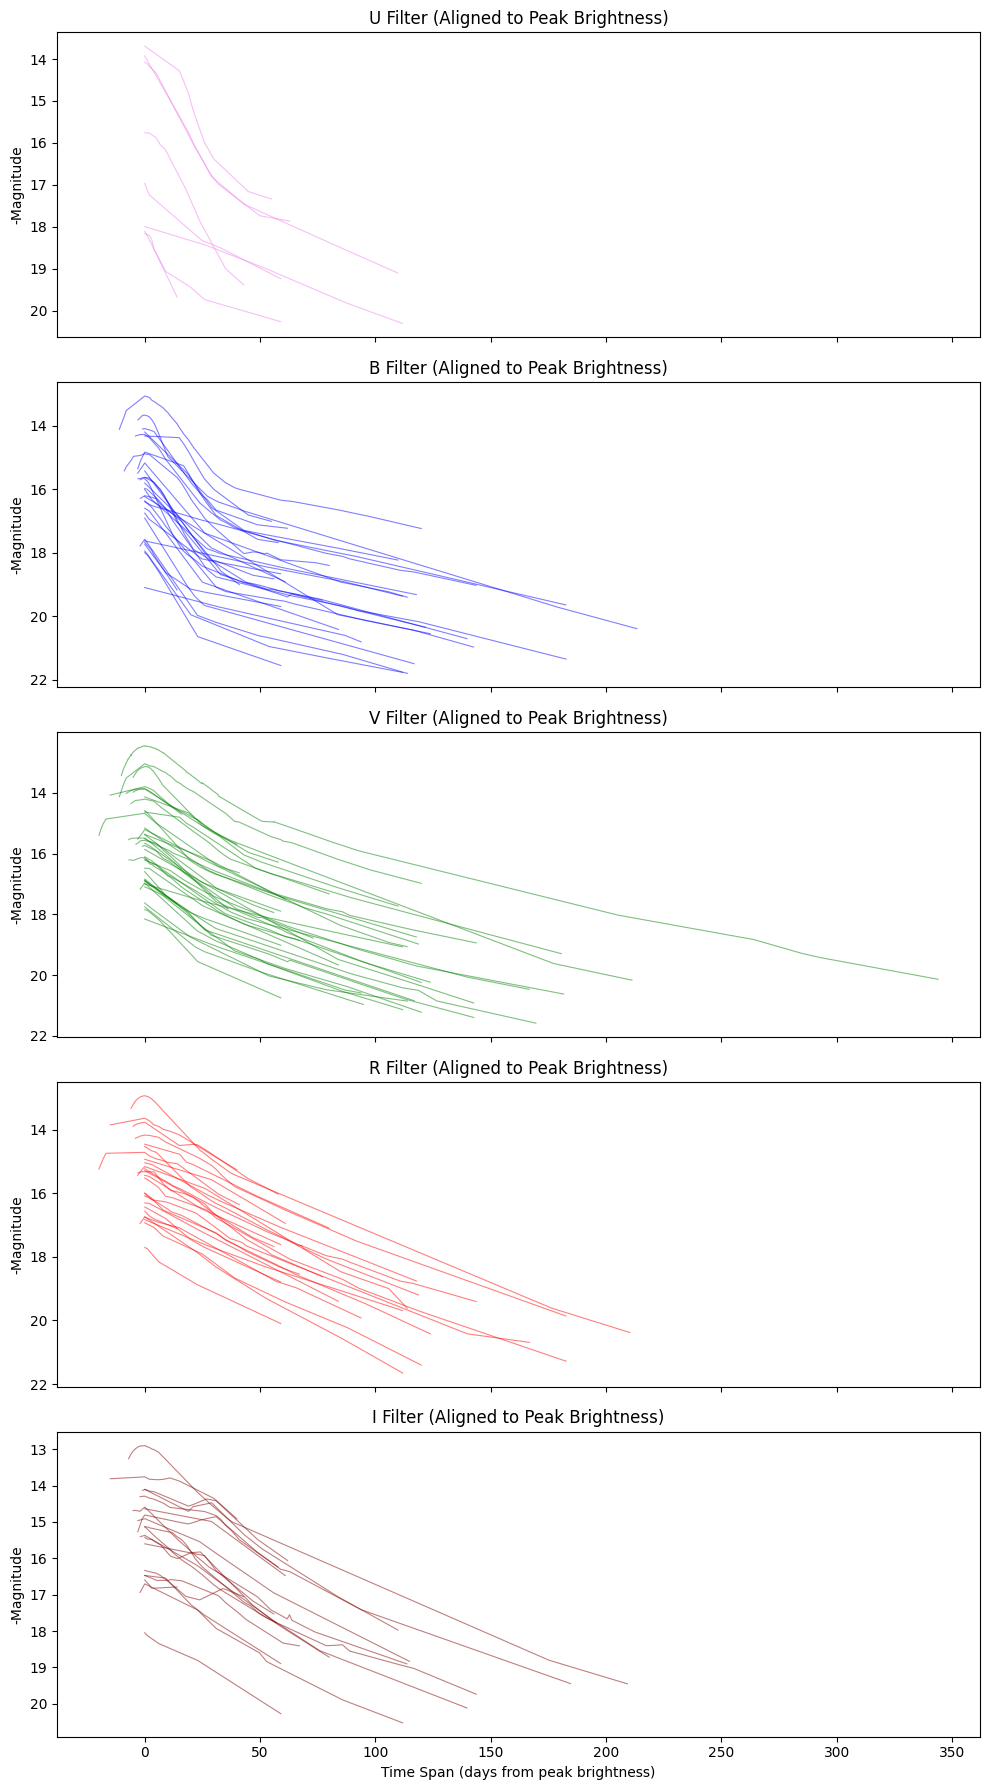 U Filter (Aligned to Peak Brightness)
14
15
16
17
18
19
20
-Magnitude
B Filter (Aligned to Peak Brightness)
14
16
18
20
22
-Magnitude
V Filter (Aligned to Peak Brightness)
14
16
18
20
22
-Magnitude
R Filter (Aligned to Peak Brightness)
14
16
18
20
22
-Magnitude
I Filter (Aligned to Peak Brightness)
13
14
15
16
17
18
19
20
-Magnitude
0 50 100 150 200 250 300 350
Time Span (days from peak brightness)